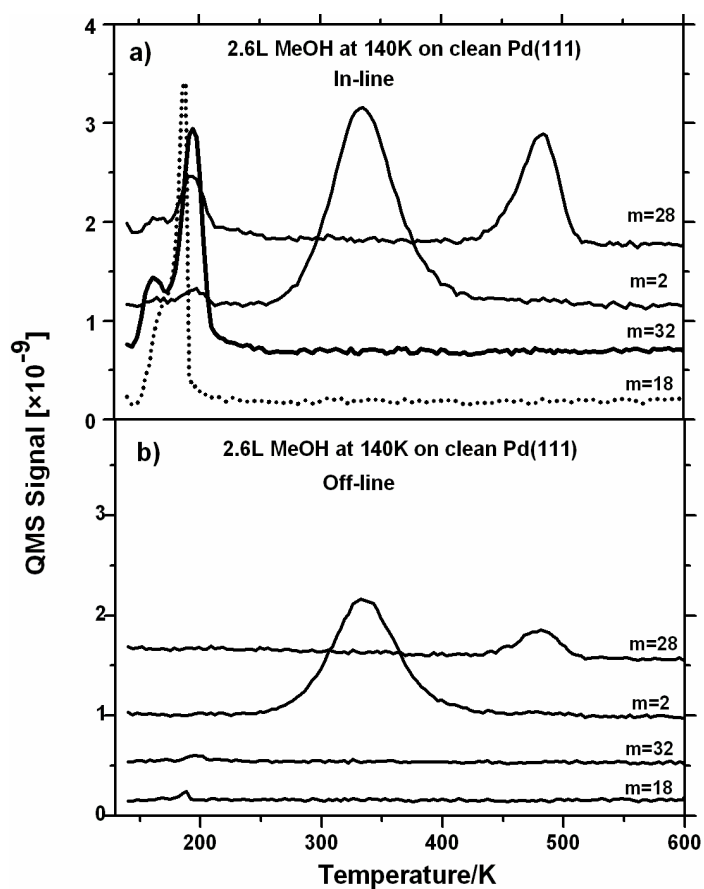 4
a)
2.6L MeOH at 140K on clean Pd(111)
In-line
3
m=28
2
m=2
1
m=32
m=18
0
b)
2.6L MeOH at 140K on clean Pd(111)
Off-line
3
2
m=28
m=2
1
m=32
m=18
0
200 300 400 500 600
Temperature/K
QMS Signal [×10⁻⁹]